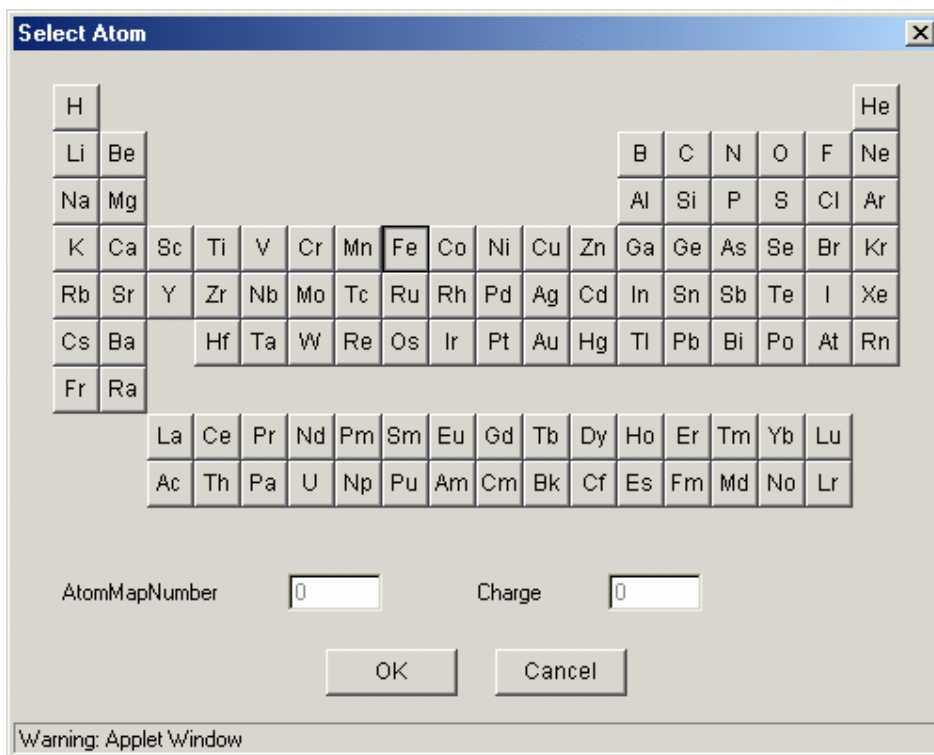 Select Atom
H He
Li Be B C N O F Ne
Na Mg Al Si P S Cl Ar
K Ca Sc Ti V Cr Mn Fe Co Ni Cu Zn Ga Ge As Se Br Kr
Rb Sr Y Zr Nb Mo Tc Ru Rh Pd Ag Cd In Sn Sb Te I Xe
Cs Ba Hf Ta W Re Os Ir Pt Au Hg Tl Pb Bi Po At Rn
Fr Ra
La Ce Pr Nd Pm Sm Eu Gd Tb Dy Ho Er Tm Yb Lu
Ac Th Pa U Np Pu Am Cm Bk Cf Es Fm Md No Lr
AtomMapNumber 0 Charge 0
OK Cancel
Warning: Applet Window